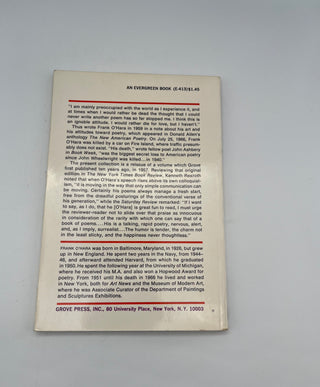 AN EVERGREEN BOOK (E-413)/$1.45
"I am mainly preoccupied with the world as I experience it, and
at times when I would rather be dead the thought that I could
never write another poem has so far stopped me. I think this is
an ignoble attitude. I would rather die for love, but I haven't."
Thus wrote Frank O'Hara in 1959 in a note about his art and
his attitudes toward poetry, which appeared in Donald Allen's
anthology The New American Poetry. On July 25, 1966, Frank
O'Hara was killed by a car on Fire Island, where traffic presum-
ably does not exist. "His death," wrote fellow poet John Ashbery
in Book Week, "was the biggest secret loss to American poetry
since John Wheelwright was killed...in 1940."
The present collection is a reissue of a volume which Grove
first published ten years ago, in 1957. Reviewing that original
edition in The New York Times Book Review, Kenneth Rexroth
noted that when O'Hara's speech rises above its own colloquial-
ism, "it is moving in the way that only simple communication can
be moving. Certainly his poems always manage a fresh start,
free from the dreadful posturings of the conventional verse of
his generation," while the Saturday Review remarked: "If I want
to say, as I do, that he [O'Hara] is great fun to read, I must urge
the reviewer-reader not to slide over that praise as innocuous
in consideration of the rarity with which one can say that of a
book of poems....His is a talking, rapid poetry, nervous, alert,
and, as I imply, surrealist....The humor is tender, the charm not
in the least sticky, and the happiness never thoughtless."
FRANK O'HARA was born in Baltimore, Maryland, in 1926, but grew
up in New England. He spent two years in the Navy, from 1944-
46, and afterward attended Harvard, from which he graduated
in 1950. He spent the following year at the University of Michigan,
where he received his M.A. and also won a Hopwood Award for
poetry. From 1951 until his death in 1966 he lived and worked
in New York, both for Art News and the Museum of Modern Art,
where he was Associate Curator of the Department of Paintings
and Sculptures Exhibitions.
GROVE PRESS, INC., 80 University Place, New York, N.Y. 10003